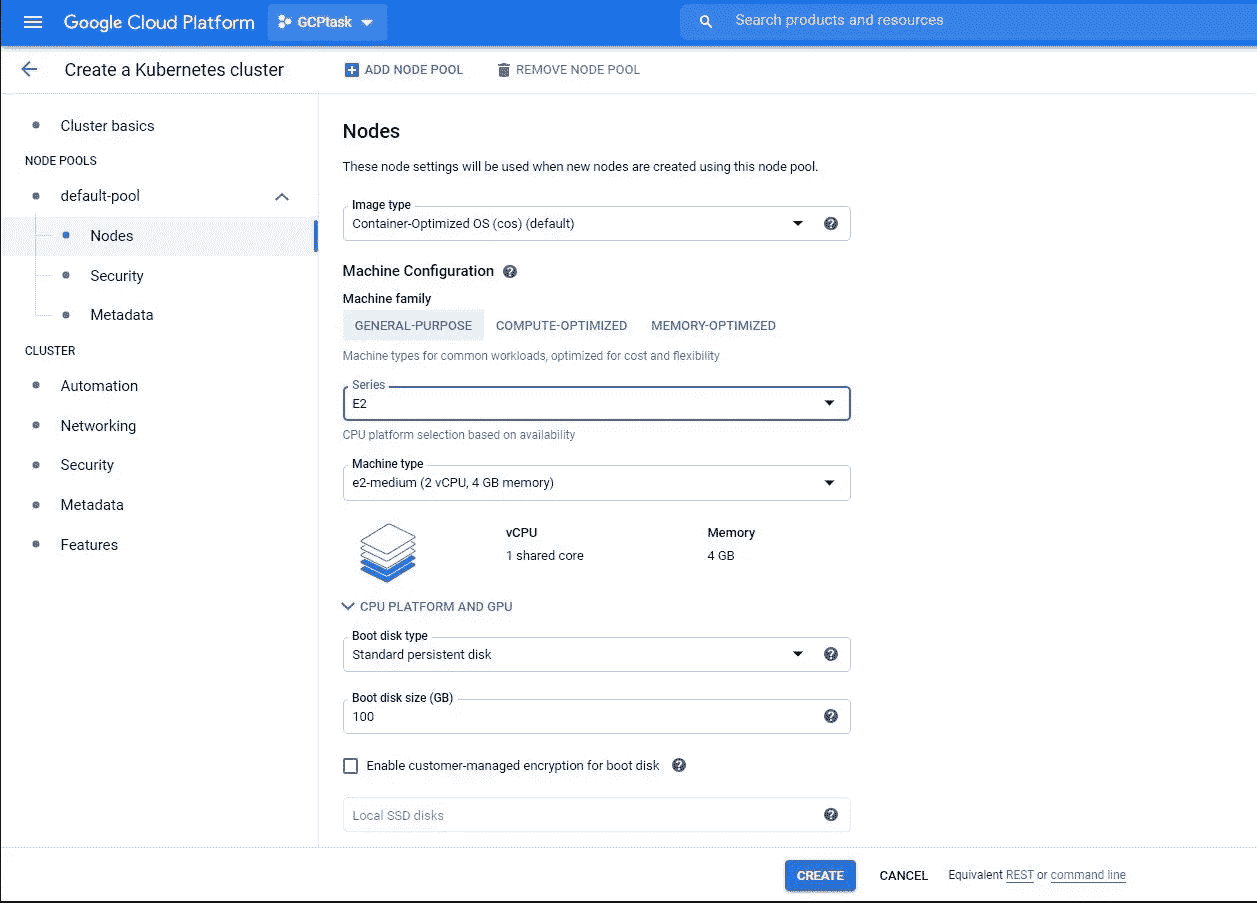 Google Cloud Platform GCPtask Search products and resources
Create a Kubernetes cluster ADD NODE POOL REMOVE NODE POOL
Cluster basics
NODE POOLS
default-pool
Nodes
Security
Metadata
CLUSTER
Automation
Networking
Security
Metadata
Features
Nodes
These node settings will be used when new nodes are created using this node pool.
Image type
Container-Optimized OS (cos) (default)
Machine Configuration
Machine family
GENERAL-PURPOSE COMPUTE-OPTIMIZED MEMORY-OPTIMIZED
Machine types for common workloads, optimized for cost and flexibility
Series
E2
CPU platform selection based on availability
Machine type
e2-medium (2 vCPU, 4 GB memory)
vCPU Memory
1 shared core 4 GB
CPU PLATFORM AND GPU
Boot disk type
Standard persistent disk
Boot disk size (GB)
100
Enable customer-managed encryption for boot disk
Local SSD disks
CREATE CANCEL Equivalent REST or command line